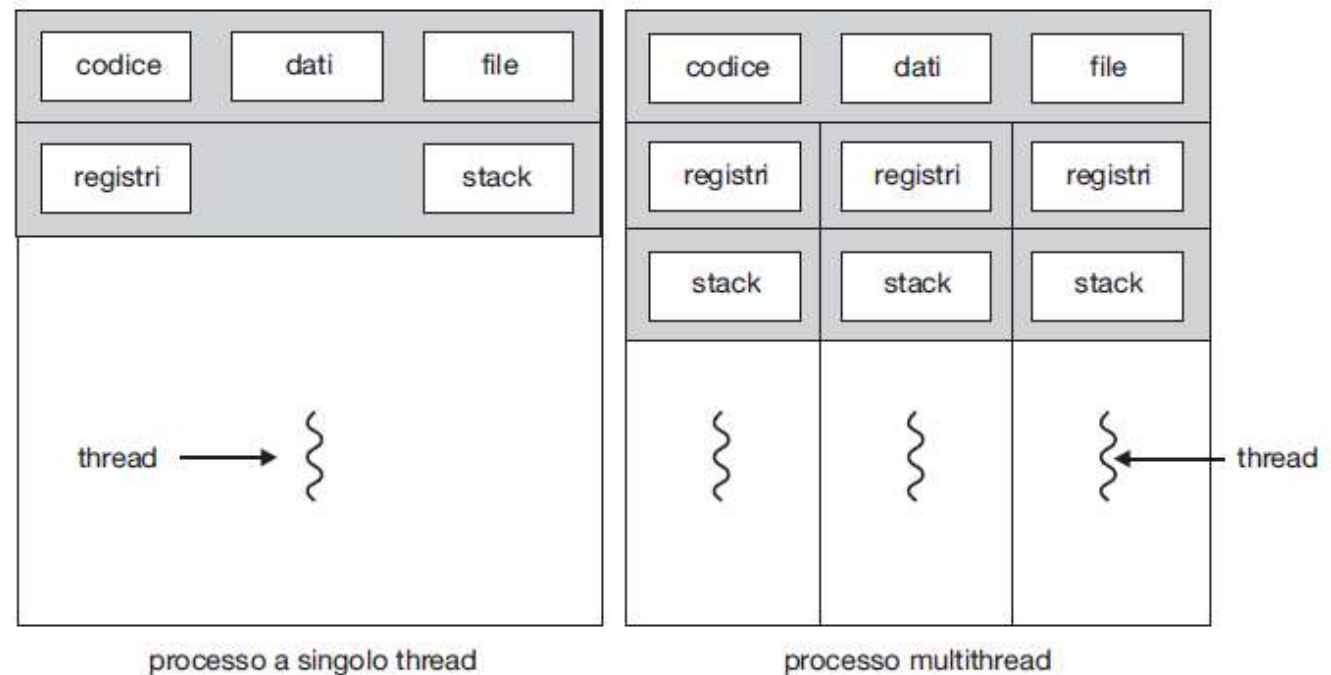 codice dati file
registri stack
thread
processo a singolo thread
codice dati file
registri registri registri
stack stack stack
thread
processo multithread